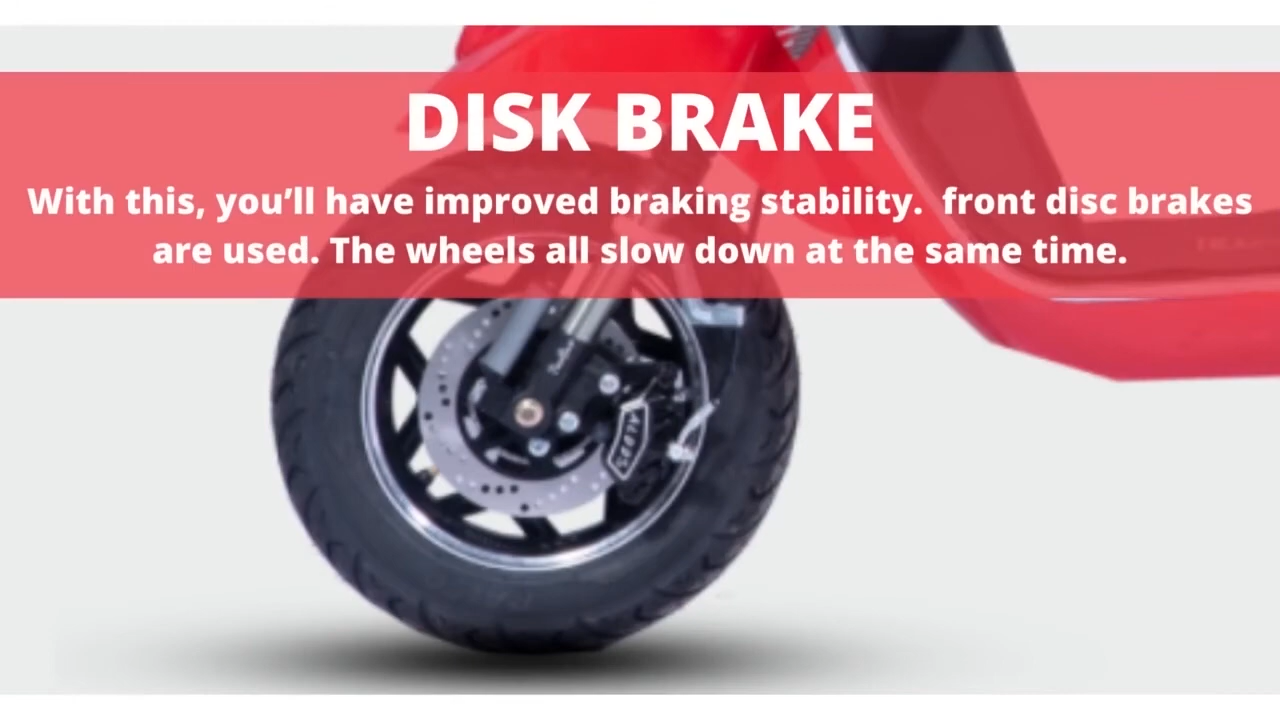 DISK BRAKE
With this, you’ll have improved braking stability.  front disc brakes
are used. The wheels all slow down at the same time.